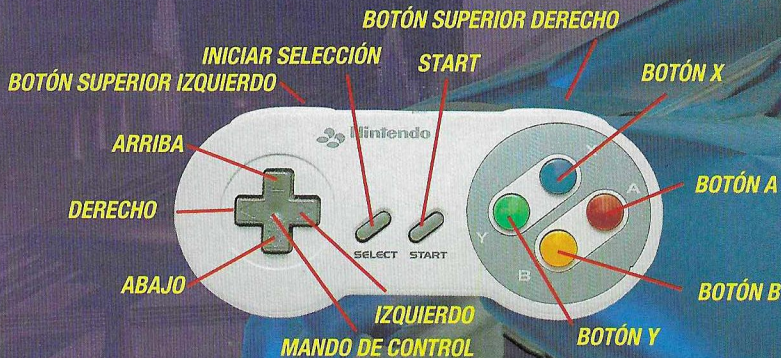 BOTÓN SUPERIOR DERECHO
INICIAR SELECCIÓN
START
BOTÓN SUPERIOR IZQUIERDO
BOTÓN X
ARRIBA
Nintendo
X
A
BOTÓN A
DERECHO
Y
SELECT
START
B
ABAJO
BOTÓN B
IZQUIERDO
BOTÓN Y
MANDO DE CONTROL